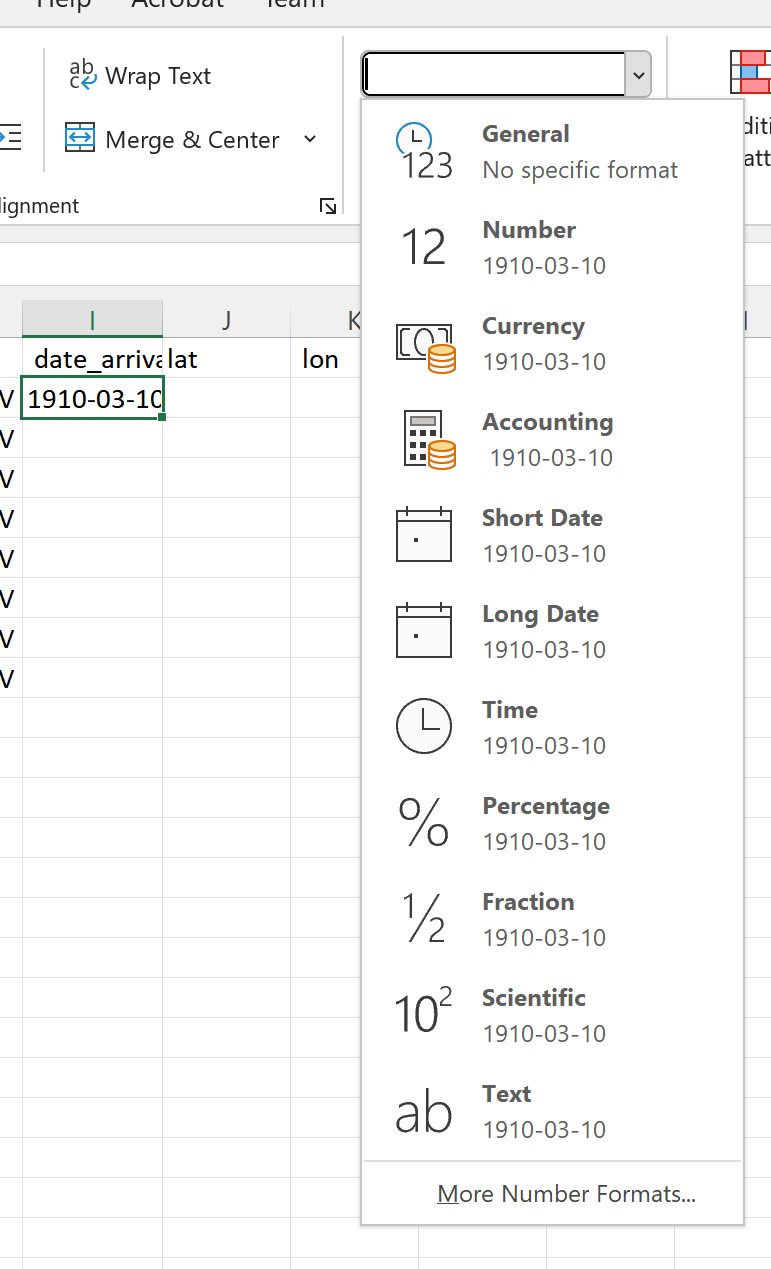 Help Acrobat Team
ab
c Wrap Text
Merge & Center
lignment
General
123 No specific format
12 Number
1910-03-10
Currency
1910-03-10
Accounting
1910-03-10
Short Date
1910-03-10
Long Date
1910-03-10
Time
1910-03-10
% Percentage
1910-03-10
½ Fraction
1910-03-10
10² Scientific
1910-03-10
ab Text
1910-03-10
More Number Formats...
diti
att
I J K
date_arriva lat lon
V 1910-03-10
V
V
V
V
V
V
V